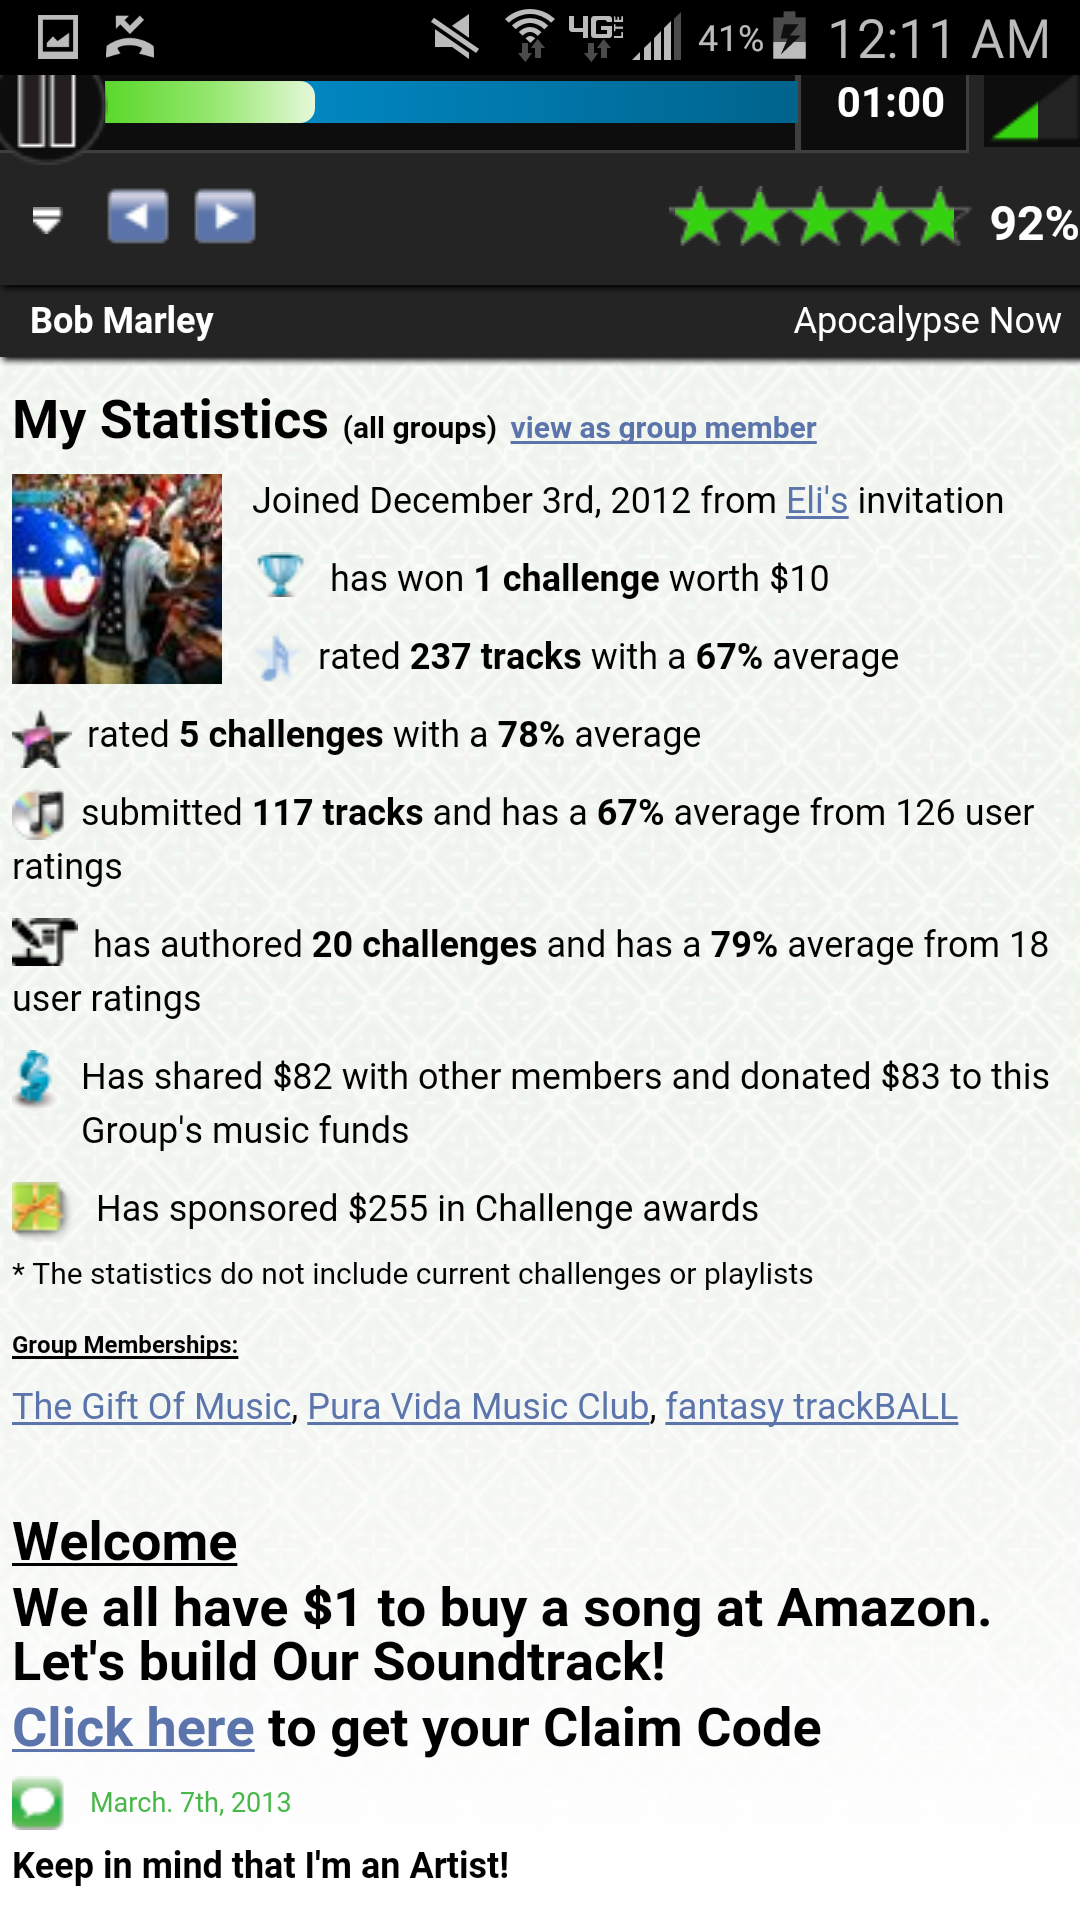 4G LTE 41% 12:11 AM
01:00
92%
Bob Marley Apocalypse Now
My Statistics (all groups) view as group member
Joined December 3rd, 2012 from Eli's invitation
has won 1 challenge worth $10
rated 237 tracks with a 67% average
rated 5 challenges with a 78% average
submitted 117 tracks and has a 67% average from 126 user
ratings
has authored 20 challenges and has a 79% average from 18
user ratings
Has shared $82 with other members and donated $83 to this
Group's music funds
Has sponsored $255 in Challenge awards
* The statistics do not include current challenges or playlists
Group Memberships:
The Gift Of Music, Pura Vida Music Club, fantasy trackBALL
Welcome
We all have $1 to buy a song at Amazon.
Let's build Our Soundtrack!
Click here to get your Claim Code
March. 7th, 2013
Keep in mind that I'm an Artist!